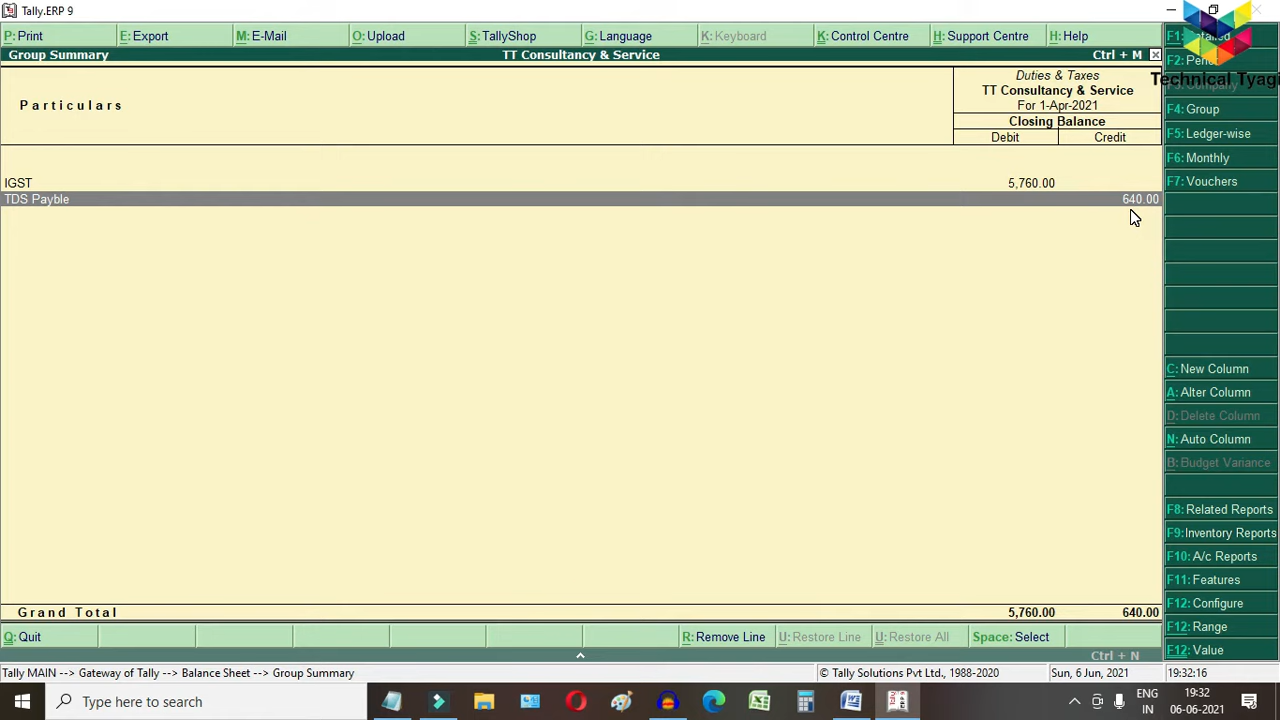 Tally.ERP 9
P: Print E: Export M: E-Mail O: Upload S: TallyShop G: Language K: Keyboard K: Control Centre H: Support Centre H: Help
Group Summary TT Consultancy & Service Ctrl + M
Technical Tyagi
F4: Group
F5: Ledger-wise
F6: Monthly
F7: Vouchers
C: New Column
A: Alter Column
D: Delete Column
N: Auto Column
B: Budget Variance
F8: Related Reports
F9: Inventory Reports
F10: A/c Reports
F11: Features
F12: Configure
F12: Range
F12: Value
Particulars
Duties & Taxes
TT Consultancy & Service
For 1-Apr-2021
Closing Balance
Debit Credit
IGST 5,760.00
TDS Payble 640.00
Grand Total 5,760.00 640.00
Q: Quit R: Remove Line U: Restore Line U: Restore All Space: Select
Ctrl + N
Tally MAIN --> Gateway of Tally --> Balance Sheet --> Group Summary © Tally Solutions Pvt Ltd., 1988-2020 Sun, 6 Jun, 2021 19:32:16
Type here to search
ENG
IN
19:32
06-06-2021